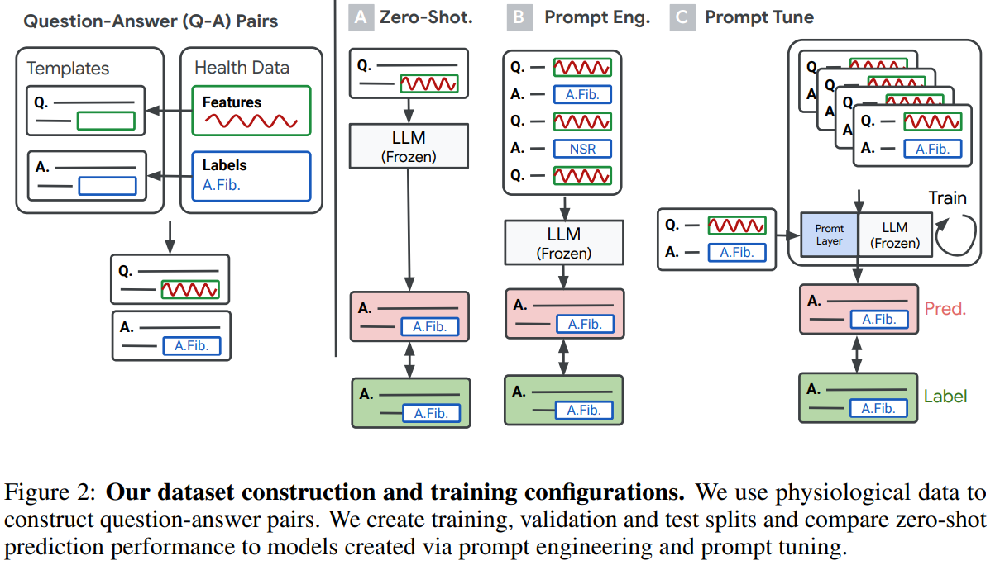 Question-Answer (Q-A) Pairs
Templates
Health Data
Q.
Features
A.
Labels
A.Fib.
Q.
A.
A.Fib.
A Zero-Shot.
Q.
LLM
(Frozen)
A.
A.Fib.
A.
A.Fib.
B Prompt Eng.
Q.
A.
A.Fib.
Q.
A.
NSR
Q.
LLM
(Frozen)
A.
A.Fib.
A.
A.Fib.
C Prompt Tune
Q
A
Q
A
Q
A
Q.
A.
A.Fib.
Train
Q.
A.
A.Fib.
Promt
Layer
LLM
(Frozen)
A.
A.Fib.
Pred.
A.
A.Fib.
Label
Figure 2: Our dataset construction and training configurations. We use physiological data to
construct question-answer pairs. We create training, validation and test splits and compare zero-shot
prediction performance to models created via prompt engineering and prompt tuning.